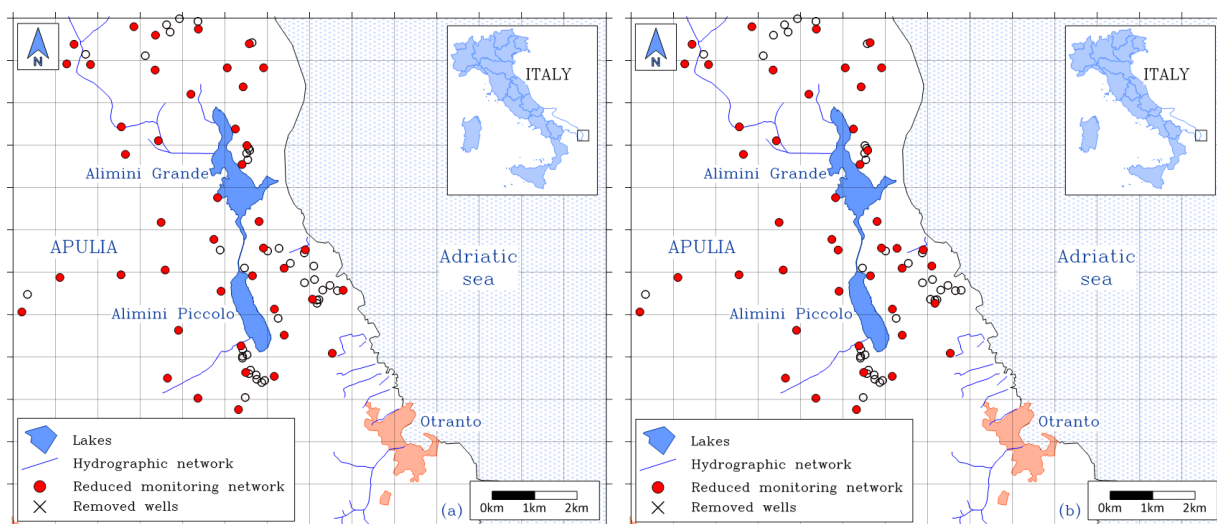 N
ITALY
Alimini Grande
APULIA
Adriatic
sea
Alimini Piccolo
Otranto
Lakes
Hydrographic network
Reduced monitoring network
Removed wells
(a)
0km 1km 2km
N
ITALY
Alimini Grande
APULIA
Adriatic
sea
Alimini Piccolo
Otranto
Lakes
Hydrographic network
Reduced monitoring network
Removed wells
(b)
0km 1km 2km